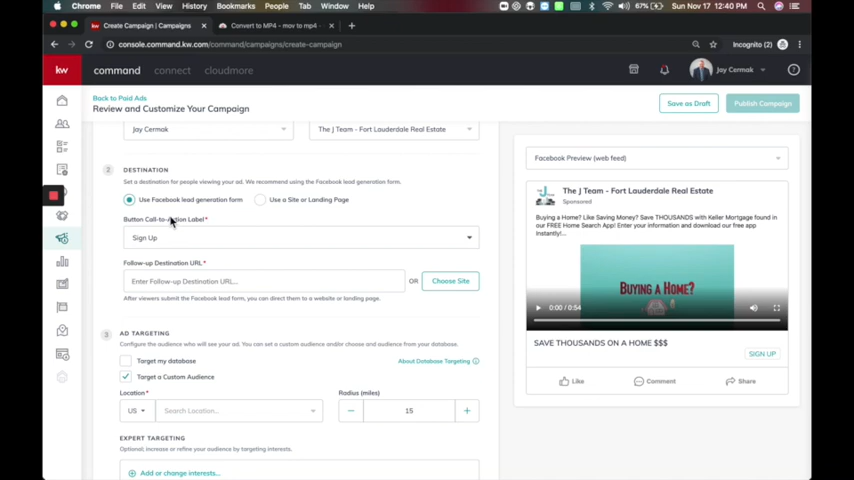 Chrome File Edit View History Bookmarks People Tab Window Help
67% Sun Nov 17 12:40 PM
Create Campaign | Campaigns
Convert to MP4 - mov to mp4
console.command.kw.com/command/campaigns/create-campaign
Incognito (2)
kw command connect cloudmore
Jay Cermak
Back to Paid Ads
Review and Customize Your Campaign
Save as Draft
Publish Campaign
Jay Cermak
The J Team - Fort Lauderdale Real Estate
2 DESTINATION
Set a destination for people viewing your ad. We recommend using the Facebook lead generation form.
Use Facebook lead generation form
Use a Site or Landing Page
Button Call-to-Action Label*
Sign Up
Follow-up Destination URL*
Enter Follow-up Destination URL...
OR
Choose Site
After viewers submit the Facebook lead form, you can direct them to a website or landing page.
3 AD TARGETING
Configure the audience who will see your ad. You can set a custom audience and/or choose and audience from your database.
Target my database
About Database Targeting
Target a Custom Audience
Location*
Radius (miles)
US
Search Location...
15
EXPERT TARGETING
Optional; increase or refine your audience by targeting interests.
Add or change interests...
Facebook Preview (web feed)
The J Team - Fort Lauderdale Real Estate
Sponsored
Buying a Home? Like Saving Money? Save THOUSANDS with Keller Mortgage found in
our FREE Home Search App! Enter your information and download our free app
instantly!...
BUYING A HOME?
0:00 / 0:54
SAVE THOUSANDS ON A HOME $$$
SIGN UP
Like
Comment
Share